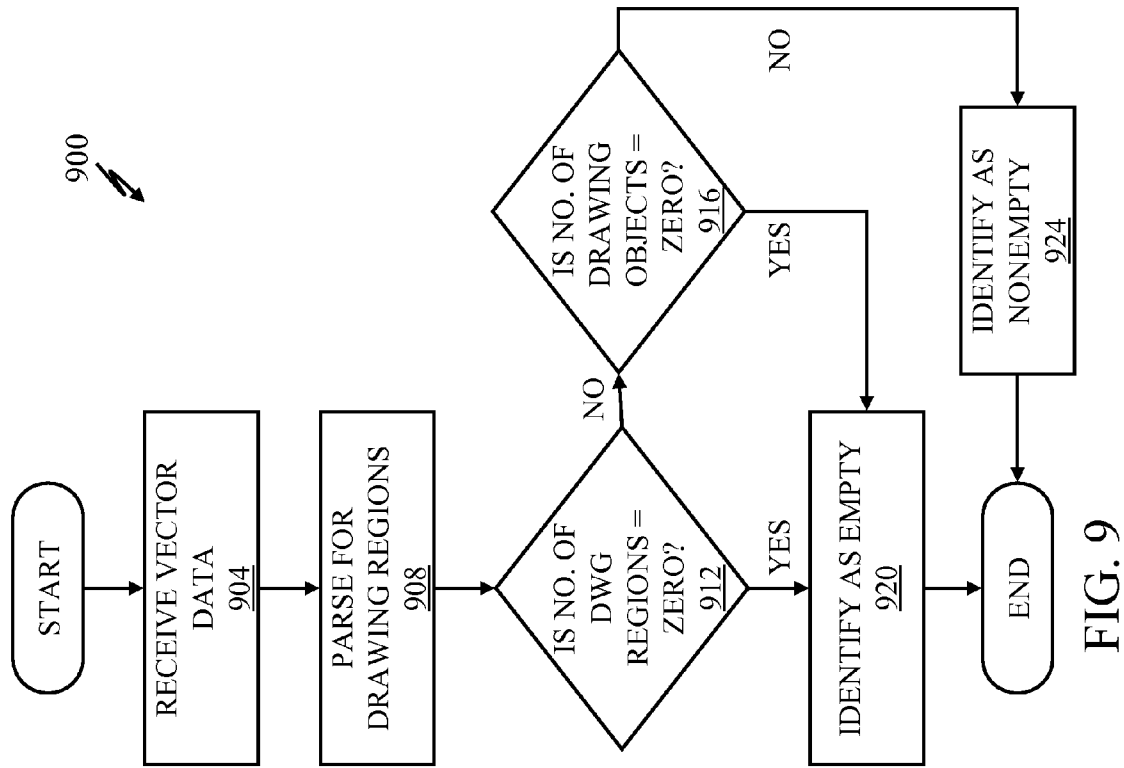 900
START
RECEIVE VECTOR
DATA
904
PARSE FOR
DRAWING REGIONS
908
IS NO. OF
DWG
REGIONS =
ZERO?
912
NO
YES
IS NO. OF
DRAWING
OBJECTS =
ZERO?
916
NO
YES
IDENTIFY AS EMPTY
920
IDENTIFY AS
NONEMPTY
924
END
FIG. 9